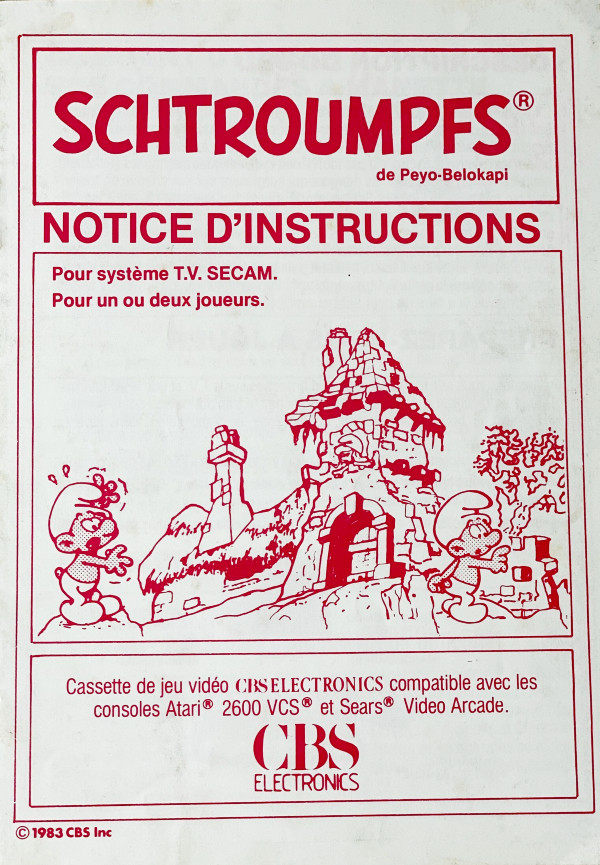 SCHTROUMPFS®
de Peyo-Belokapi
NOTICE D'INSTRUCTIONS
Pour système T.V. SECAM.
Pour un ou deux joueurs.
Cassette de jeu vidéo CBS ELECTRONICS compatible avec les
consoles Atari® 2600 VCS® et Sears® Video Arcade.
CBS
ELECTRONICS
© 1983 CBS Inc